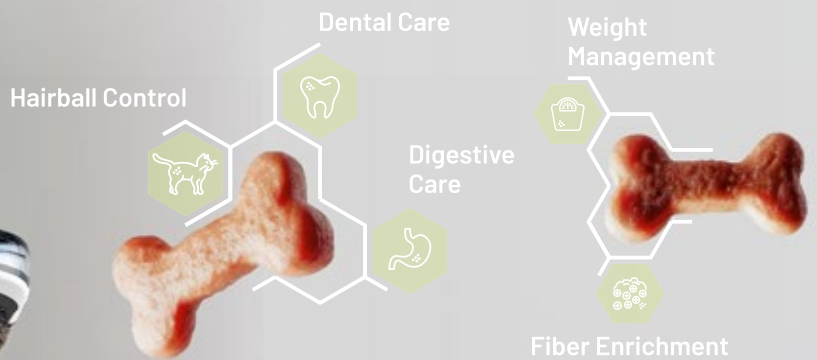 Dental Care
Weight
Management
Hairball Control
Digestive
Care
Fiber Enrichment